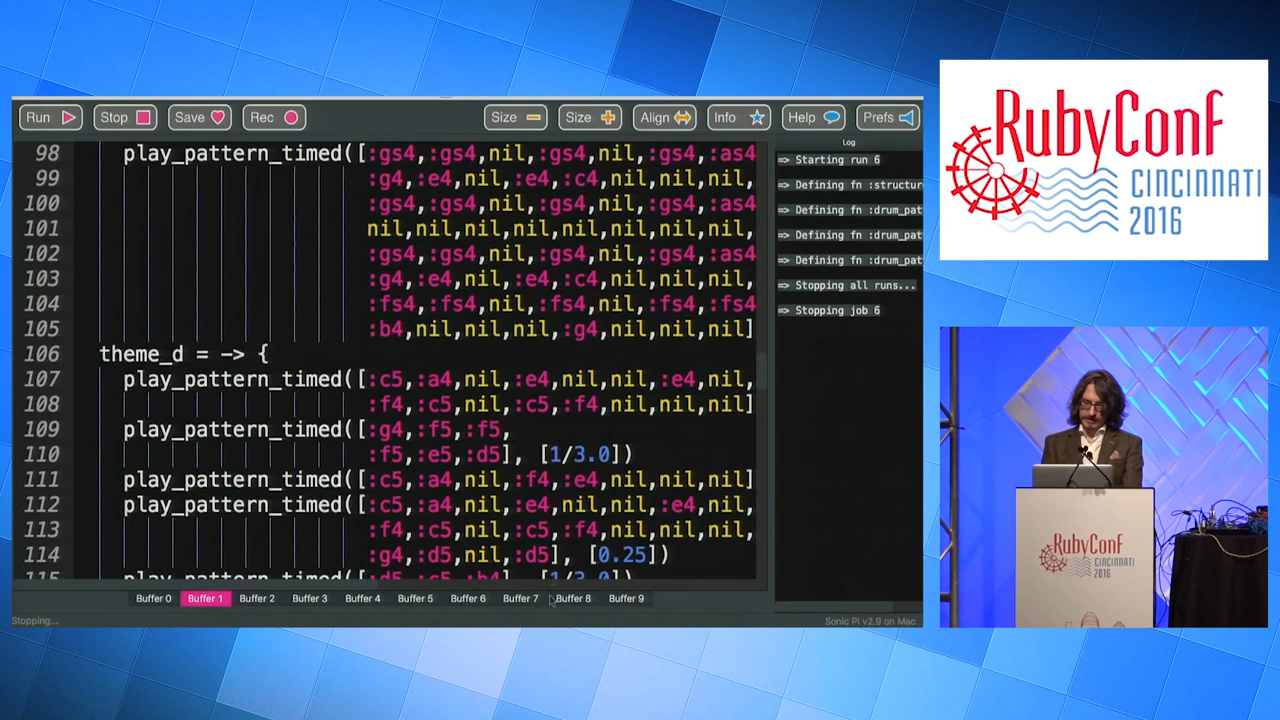 Run
Stop
Save
Rec
Size
Size
Align
Info
Help
Prefs
98 play_pattern_timed([:gs4,:gs4,nil,:gs4,nil,:gs4,:as4
99 :g4,:e4,nil,:e4,:c4,nil,nil,nil,
100 :gs4,:gs4,nil,:gs4,nil,:gs4,:as4
101 nil,nil,nil,nil,nil,nil,nil,nil,
102 :gs4,:gs4,nil,:gs4,nil,:gs4,:as4
103 :g4,:e4,nil,:e4,:c4,nil,nil,nil,
104 :fs4,:fs4,nil,:fs4,nil,:fs4,:fs4
105 :b4,nil,nil,nil,:g4,nil,nil,nil]
106 theme_d = -> {
107 play_pattern_timed([:c5,:a4,nil,:e4,nil,nil,:e4,nil,
108 :f4,:c5,nil,:c5,:f4,nil,nil,nil]
109 play_pattern_timed([:g4,:f5,:f5,
110 :f5,:e5,:d5], [1/3.0])
111 play_pattern_timed([:c5,:a4,nil,:f4,:e4,nil,nil,nil]
112 play_pattern_timed([:c5,:a4,nil,:e4,nil,nil,:e4,nil,
113 :f4,:c5,nil,:c5,:f4,nil,nil,nil,
114 :g4,:d5,nil,:d5], [0.25])
115 play_pattern_timed([:d5,:c5,:b4], [1/3.0])
Log
=> Starting run 6
=> Defining fn :structur
=> Defining fn :drum_pat
=> Defining fn :drum_pat
=> Defining fn :drum_pat
=> Stopping all runs...
=> Stopping job 6
Buffer 0
Buffer 1
Buffer 2
Buffer 3
Buffer 4
Buffer 5
Buffer 6
Buffer 7
Buffer 8
Buffer 9
Stopping...
Sonic Pi v2.9 on Mac
RubyConf
CINCINNATI
2016
RubyConf
CINCINNATI
2016